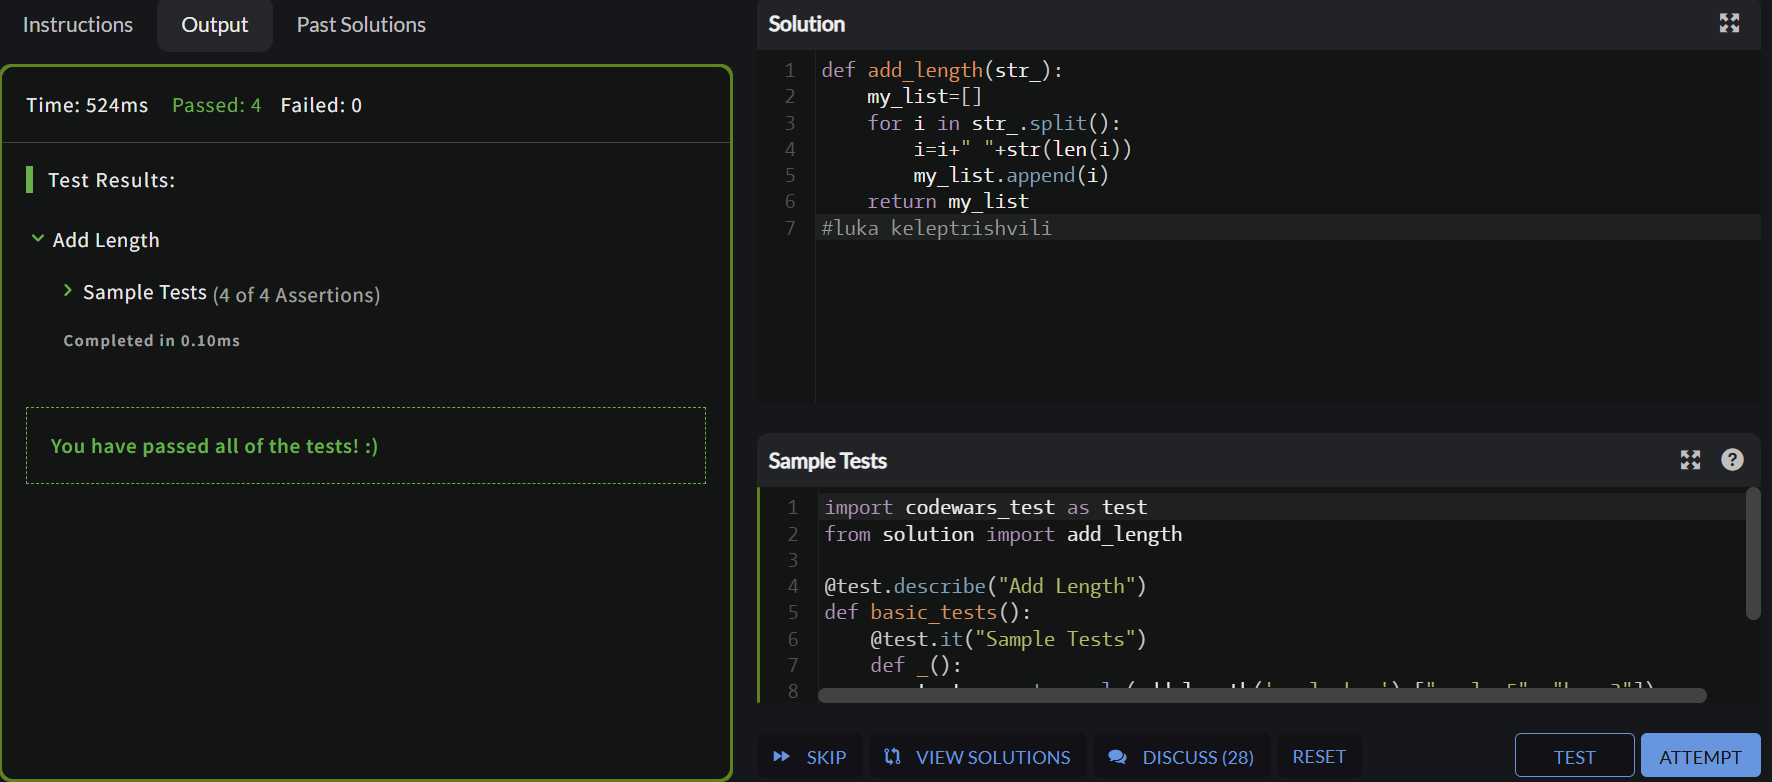 Instructions Output Past Solutions
Time: 524ms Passed: 4 Failed: 0
Test Results:
Add Length
Sample Tests (4 of 4 Assertions)
Completed in 0.10ms
You have passed all of the tests! :)
Solution
1 def add_length(str_):
2     my_list=[]
3     for i in str_.split():
4         i=i+" "+str(len(i))
5         my_list.append(i)
6     return my_list
7 #luka keleptrishvili
Sample Tests
1 import codewars_test as test
2 from solution import add_length
3
4 @test.describe("Add Length")
5 def basic_tests():
6     @test.it("Sample Tests")
7     def _():
8
SKIP VIEW SOLUTIONS DISCUSS (28) RESET TEST ATTEMPT